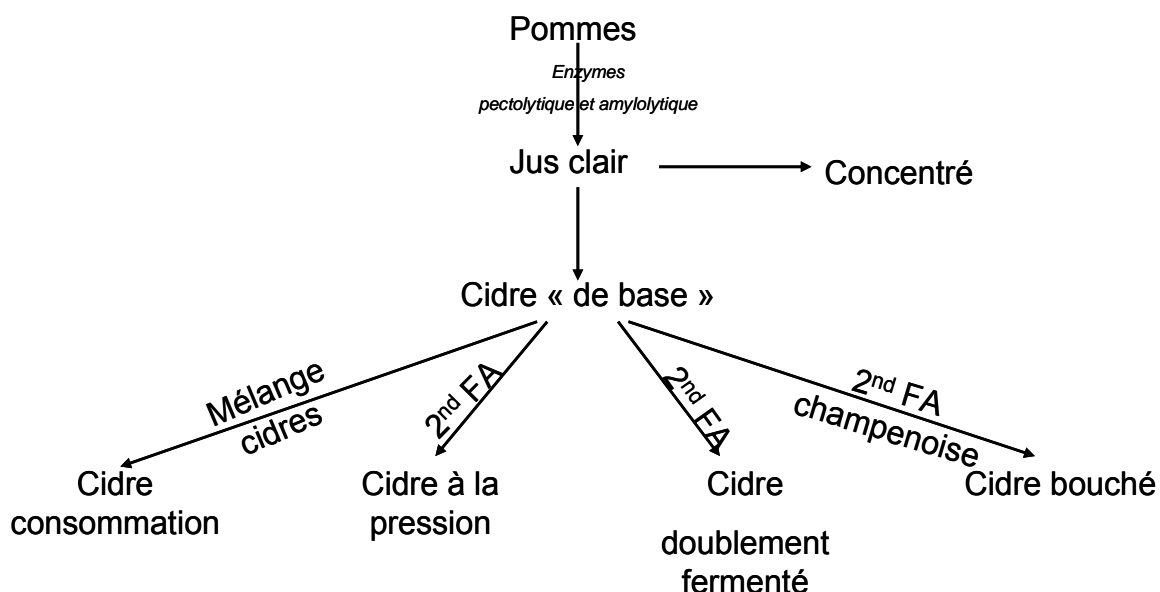 Pommes
Enzymes
pectolytique et amylolytique
Jus clair
Concentré
Cidre « de base »
Mélange
cidres
2nd FA
2nd FA
2nd FA
champenoise
Cidre
consommation
Cidre à la
pression
Cidre
doublement
fermenté
Cidre bouché